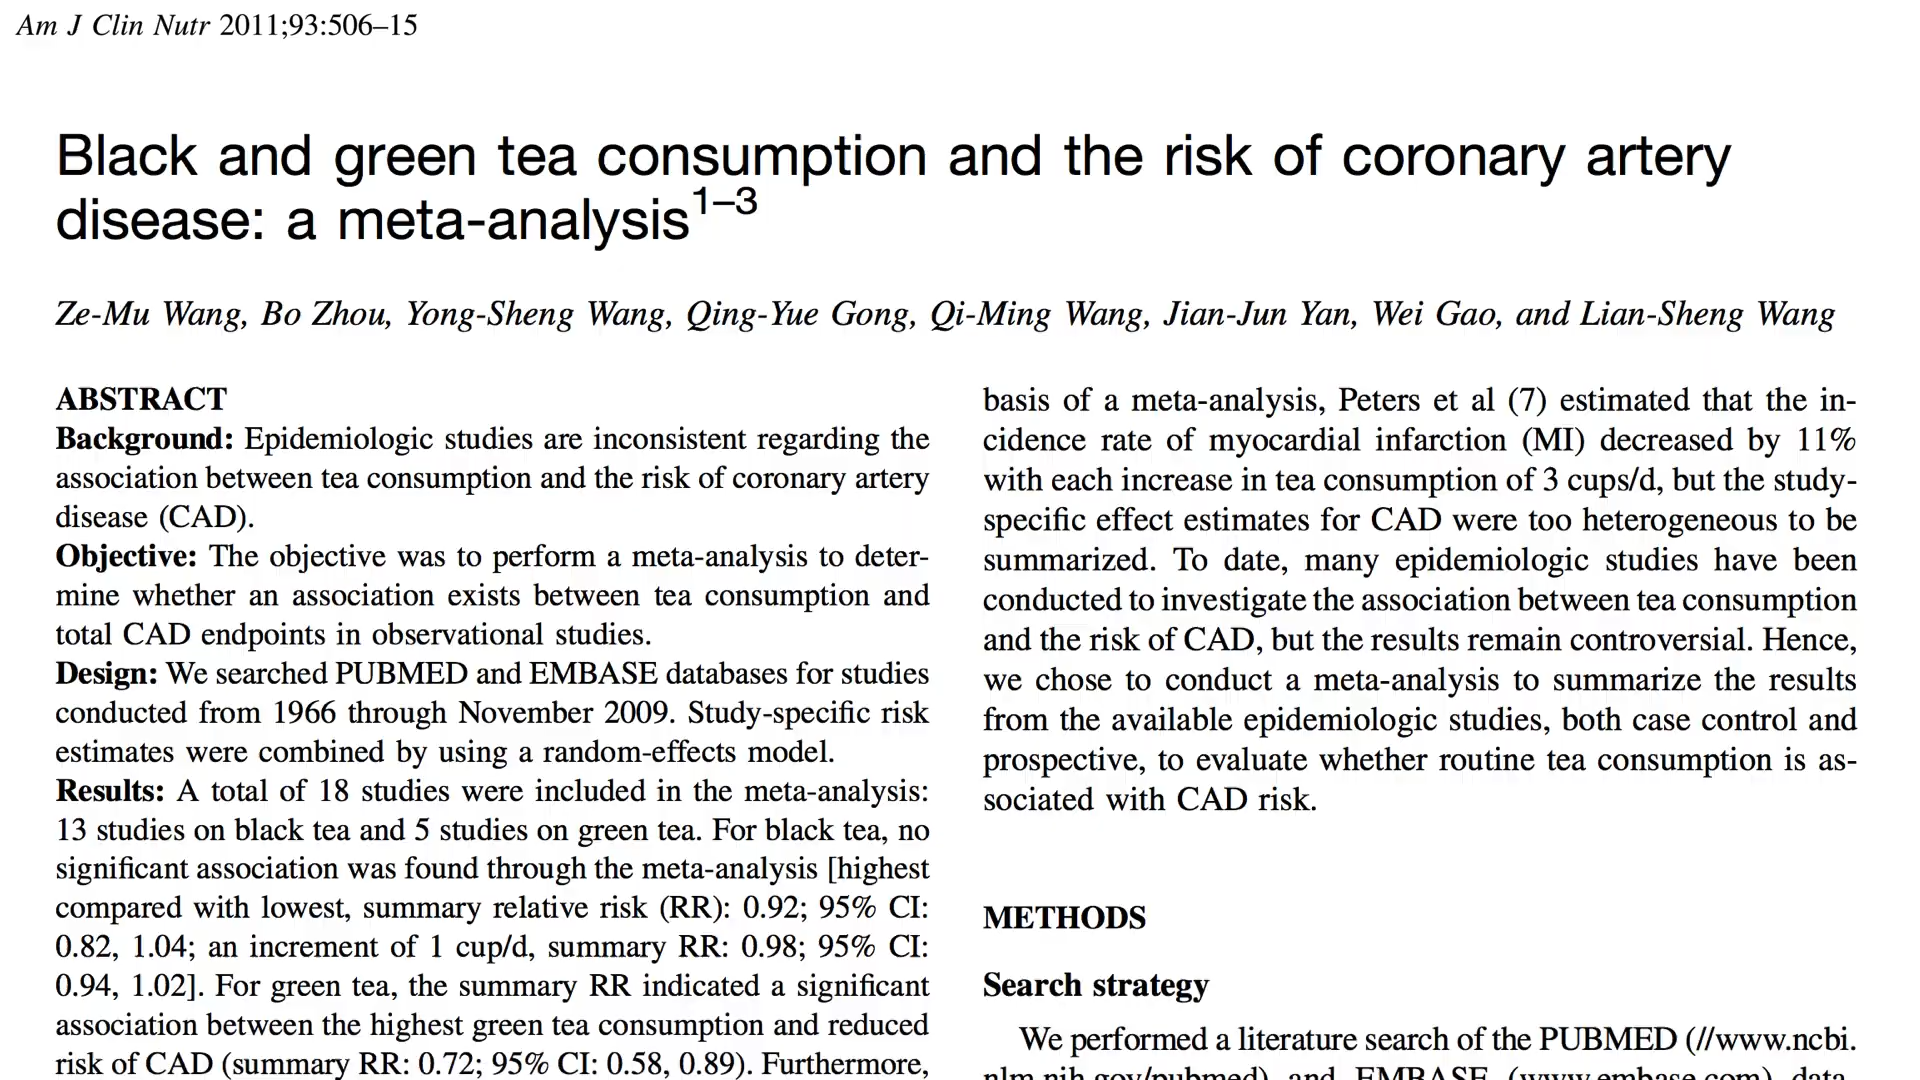 Am J Clin Nutr 2011;93:506–15
Black and green tea consumption and the risk of coronary artery
disease: a meta-analysis1–3
Ze-Mu Wang, Bo Zhou, Yong-Sheng Wang, Qing-Yue Gong, Qi-Ming Wang, Jian-Jun Yan, Wei Gao, and Lian-Sheng Wang
ABSTRACT
Background: Epidemiologic studies are inconsistent regarding the
association between tea consumption and the risk of coronary artery
disease (CAD).
Objective: The objective was to perform a meta-analysis to deter-
mine whether an association exists between tea consumption and
total CAD endpoints in observational studies.
Design: We searched PUBMED and EMBASE databases for studies
conducted from 1966 through November 2009. Study-specific risk
estimates were combined by using a random-effects model.
Results: A total of 18 studies were included in the meta-analysis:
13 studies on black tea and 5 studies on green tea. For black tea, no
significant association was found through the meta-analysis [highest
compared with lowest, summary relative risk (RR): 0.92; 95% CI:
0.82, 1.04; an increment of 1 cup/d, summary RR: 0.98; 95% CI:
0.94, 1.02]. For green tea, the summary RR indicated a significant
association between the highest green tea consumption and reduced
risk of CAD (summary RR: 0.72; 95% CI: 0.58, 0.89). Furthermore,
basis of a meta-analysis, Peters et al (7) estimated that the in-
cidence rate of myocardial infarction (MI) decreased by 11%
with each increase in tea consumption of 3 cups/d, but the study-
specific effect estimates for CAD were too heterogeneous to be
summarized. To date, many epidemiologic studies have been
conducted to investigate the association between tea consumption
and the risk of CAD, but the results remain controversial. Hence,
we chose to conduct a meta-analysis to summarize the results
from the available epidemiologic studies, both case control and
prospective, to evaluate whether routine tea consumption is as-
sociated with CAD risk.
METHODS
Search strategy
We performed a literature search of the PUBMED (//www.ncbi.
nlm.nih.gov/pubmed) and EMBASE (www.embase.com) data-